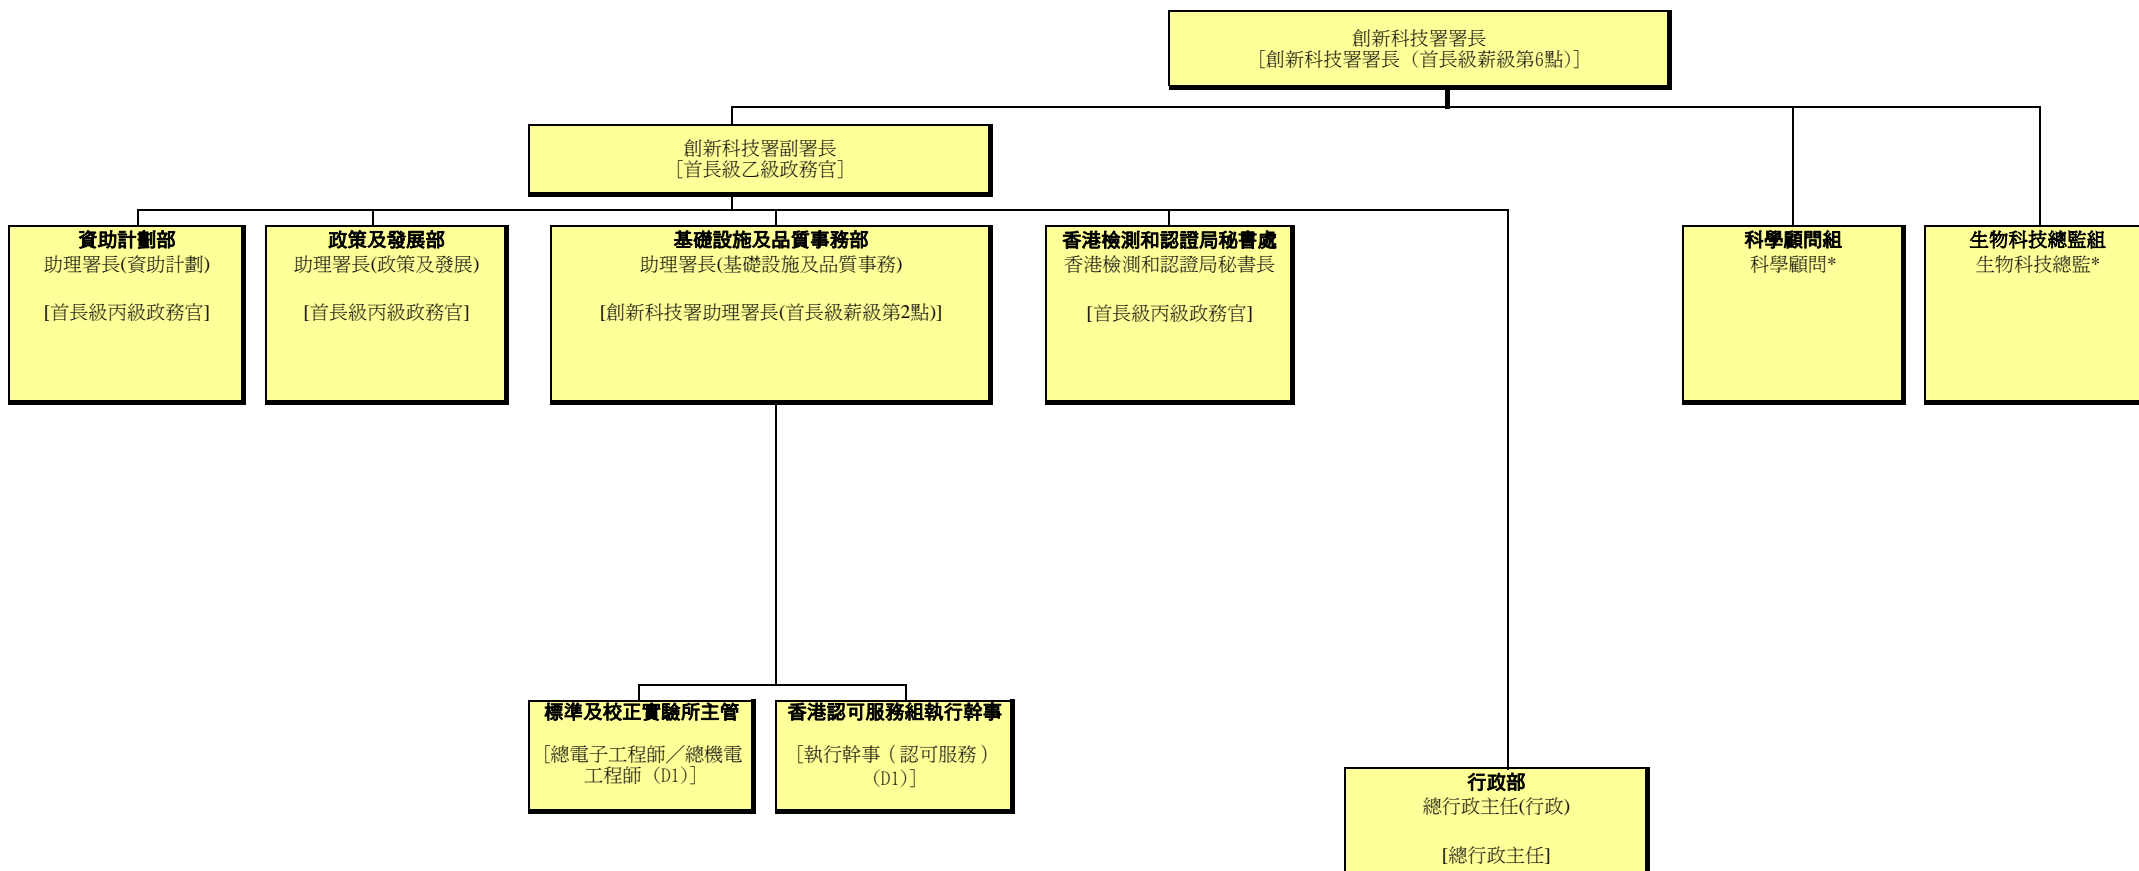 創新科技署署長
[創新科技署署長 (首長級薪級第6點)]
創新科技署副署長
[首長級乙級政務官]
資助計劃部
助理署長(資助計劃)
[首長級丙級政務官]
政策及發展部
助理署長(政策及發展)
[首長級丙級政務官]
基礎設施及品質事務部
助理署長(基礎設施及品質事務)
[創新科技署助理署長(首長級薪級第2點)]
香港檢測和認證局秘書處
香港檢測和認證局秘書長
[首長級丙級政務官]
科學顧問組
科學顧問*
生物科技總監組
生物科技總監*
標準及校正實驗所主管
[總電子工程師／總機電
工程師 (D1)]
香港認可服務組執行幹事
[執行幹事（認可服務）
(D1)]
行政部
總行政主任(行政)
[總行政主任]